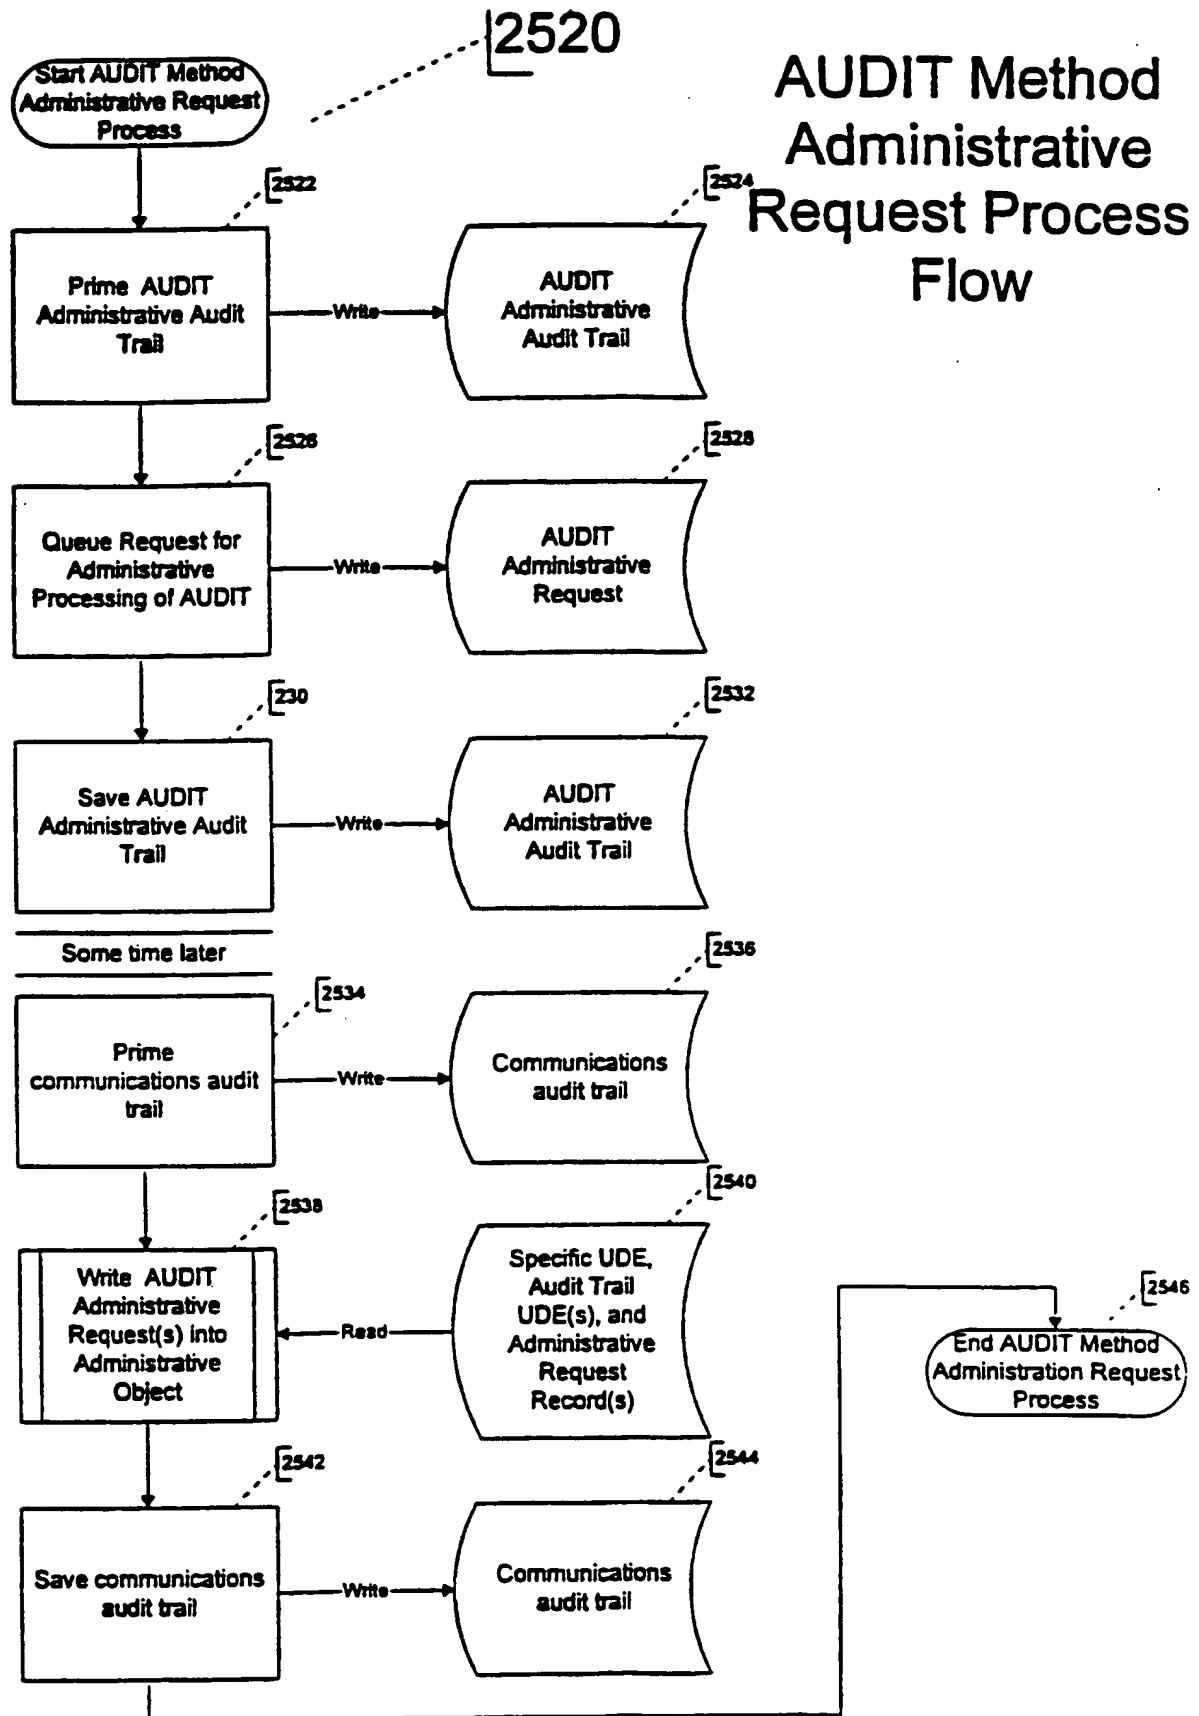 2520
AUDIT Method
Administrative
Request Process
Flow
Start AUDIT Method
Administrative Request
Process
2522
Prime AUDIT
Administrative Audit
Trail
Write
2524
AUDIT
Administrative
Audit Trail
2526
Queue Request for
Administrative
Processing of AUDIT
Write
2528
AUDIT
Administrative
Request
230
Save AUDIT
Administrative Audit
Trail
Write
2532
AUDIT
Administrative
Audit Trail
Some time later
2534
Prime
communications audit
trail
Write
2536
Communications
audit trail
2538
Write AUDIT
Administrative
Request(s) into
Administrative
Object
Read
2540
Specific UDE,
Audit Trail
UDE(s), and
Administrative
Request
Record(s)
2542
Save communications
audit trail
Write
2544
Communications
audit trail
2546
End AUDIT Method
Administration Request
Process